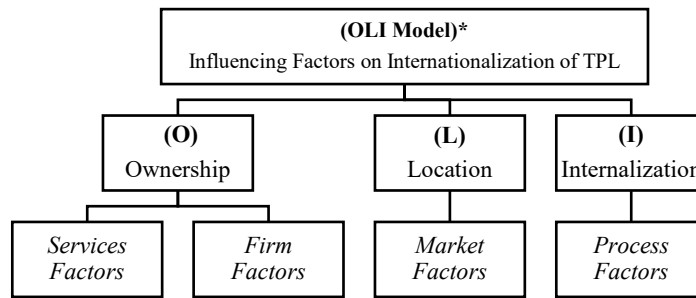 (OLI Model)*
Influencing Factors on Internationalization of TPL
(O)
Ownership
(L)
Location
(I)
Internalization
Services
Factors
Firm
Factors
Market
Factors
Process
Factors